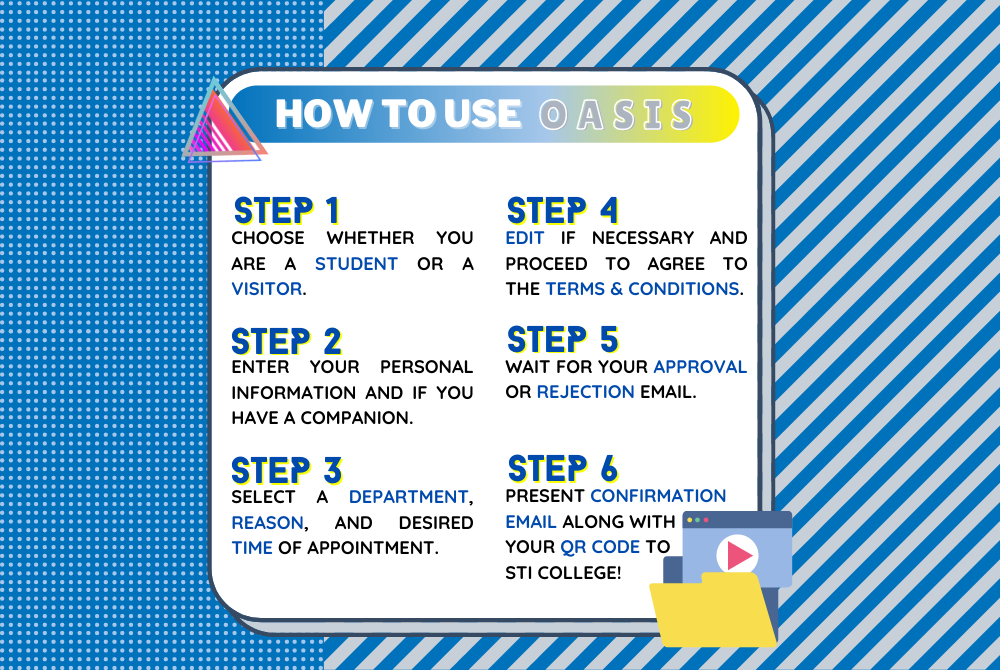 HOW TO USE OASIS
STEP 1
CHOOSE WHETHER YOU
ARE A STUDENT OR A
VISITOR.
STEP 2
ENTER YOUR PERSONAL
INFORMATION AND IF YOU
HAVE A COMPANION.
STEP 3
SELECT A DEPARTMENT,
REASON, AND DESIRED
TIME OF APPOINTMENT.
STEP 4
EDIT IF NECESSARY AND
PROCEED TO AGREE TO
THE TERMS & CONDITIONS.
STEP 5
WAIT FOR YOUR APPROVAL
OR REJECTION EMAIL.
STEP 6
PRESENT CONFIRMATION
EMAIL ALONG WITH
YOUR QR CODE TO
STI COLLEGE!